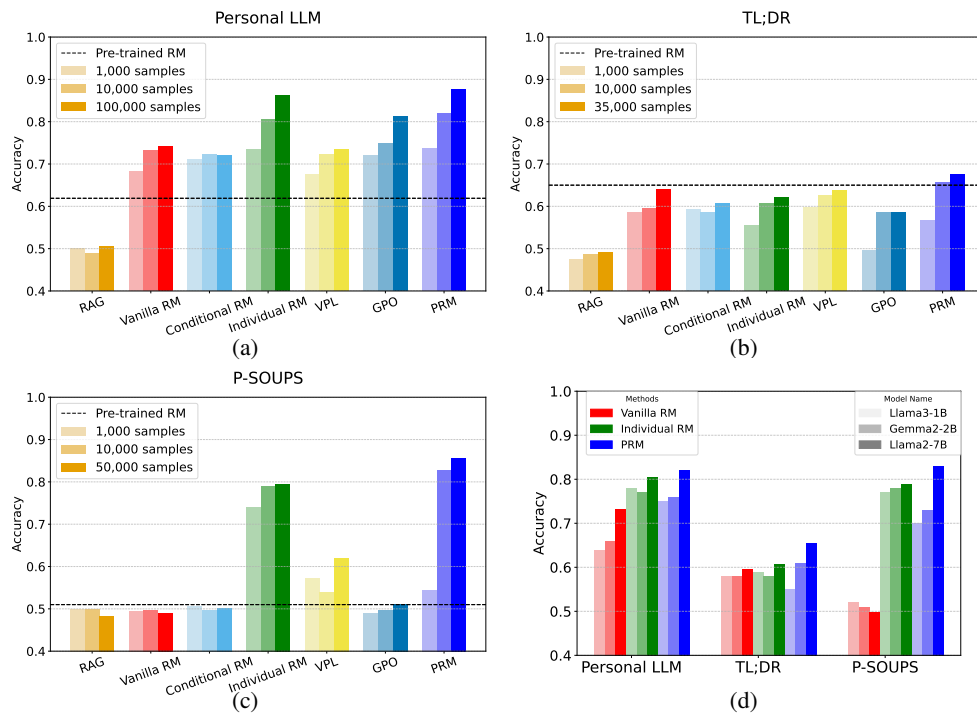 Personal LLM
Accuracy
1.0
0.9
0.8
0.7
0.6
0.5
0.4
Pre-trained RM
1,000 samples
10,000 samples
100,000 samples
RAG
Vanilla RM
Conditional RM
Individual RM
VPL
GPO
PRM
(a)
TL;DR
Accuracy
1.0
0.9
0.8
0.7
0.6
0.5
0.4
Pre-trained RM
1,000 samples
10,000 samples
35,000 samples
RAG
Vanilla RM
Conditional RM
Individual RM
VPL
GPO
PRM
(b)
P-SOUPS
Accuracy
1.0
0.9
0.8
0.7
0.6
0.5
0.4
Pre-trained RM
1,000 samples
10,000 samples
50,000 samples
RAG
Vanilla RM
Conditional RM
Individual RM
VPL
GPO
PRM
(c)
Accuracy
1.0
0.9
0.8
0.7
0.6
0.5
0.4
Methods
Vanilla RM
Individual RM
PRM
Model Name
Llama3-1B
Gemma2-2B
Llama2-7B
Personal LLM
TL;DR
P-SOUPS
(d)